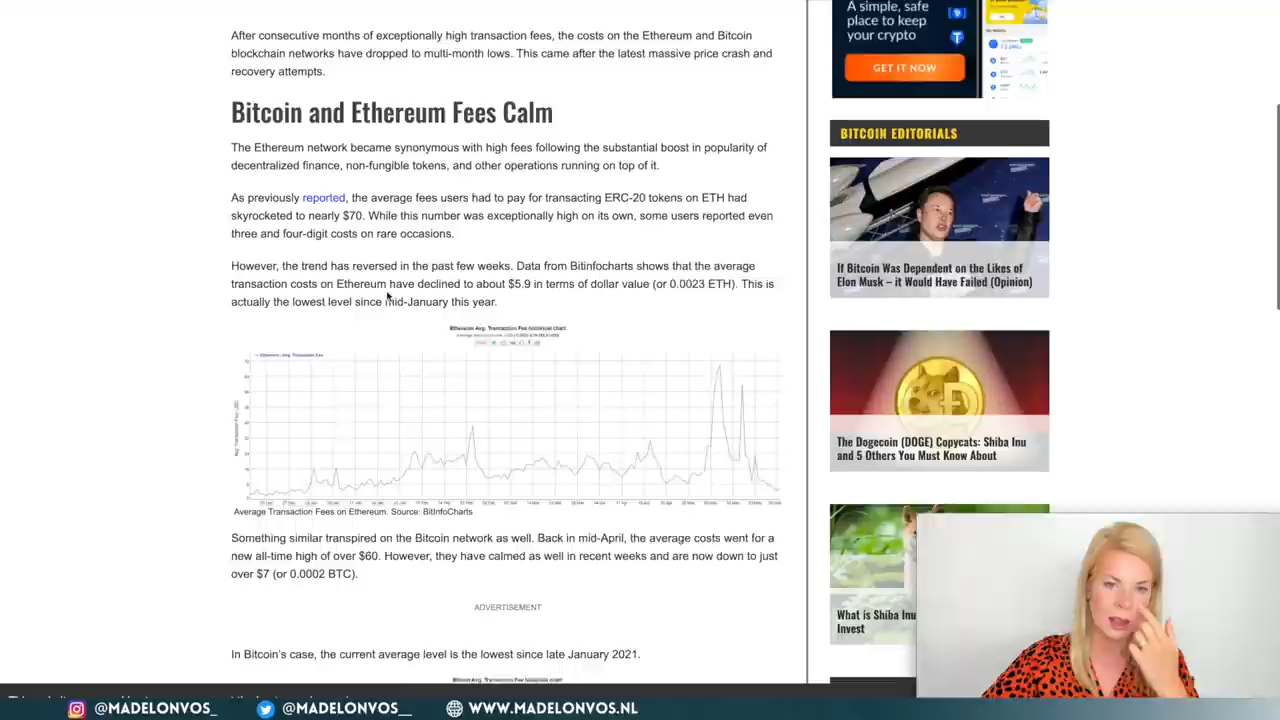 After consecutive months of exceptionally high transaction fees, the costs on the Ethereum and Bitcoin
blockchain have dropped to multi-month lows. This came after the latest massive price crash and
recovery attempts.
Bitcoin and Ethereum Fees Calm
The Ethereum network became synonymous with high fees following the substantial boost in popularity of
decentralized finance, non-fungible tokens, and other operations running on top of it.
As previously reported, the average fees users had to pay for transacting ERC-20 tokens on ETH had
skyrocketed to nearly $70. While this number was exceptionally high on its own, some users reported even
three and four-digit costs on rare occasions.
However, the trend has reversed in the past few weeks. Data from Bitinfocharts shows that the average
transaction costs on Ethereum have declined to about $5.9 in terms of dollar value (or 0.0023 ETH). This is
actually the lowest level since mid-January this year.
Ethereum Avg. Transaction Fee historical chart
Average Transaction Fees on Ethereum. Source: BitInfoCharts
Something similar transpired on the Bitcoin network as well. Back in mid-April, the average costs went for a
new all-time high of over $60. However, they have calmed as well in recent weeks and are now down to just
over $7 (or 0.0002 BTC).
ADVERTISEMENT
In Bitcoin's case, the current average level is the lowest since late January 2021.
A simple, safe
place to keep
your crypto
GET IT NOW
BITCOIN EDITORIALS
If Bitcoin Was Dependent on the Likes of
Elon Musk – it Would Have Failed (Opinion)
The Dogecoin (DOGE) Copycats: Shiba Inu
and 5 Others You Must Know About
What is Shiba Inu
Invest
@MADELONVOS_
@MADELONVOS__
WWW.MADELONVOS.NL